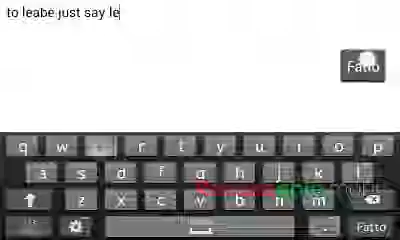 to leabe just say le
Fatto
q w r t y u i o p
a s d f g h j k l
z x c v b n m
Fatto